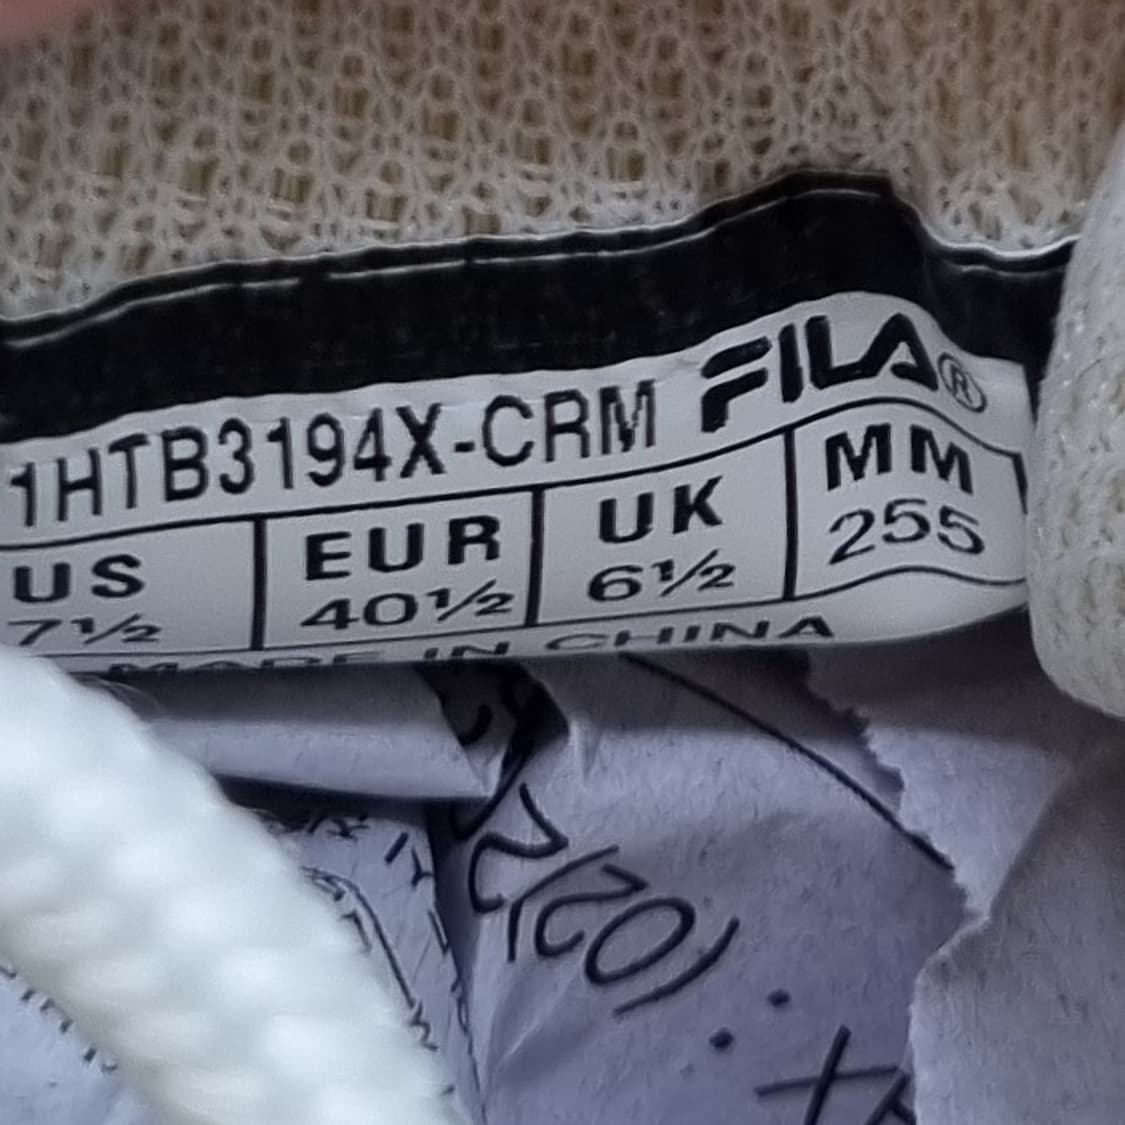 1HTB3194X-CRM FILA®
US EUR UK MM
7½ 40½ 6½ 255
MADE IN CHINA